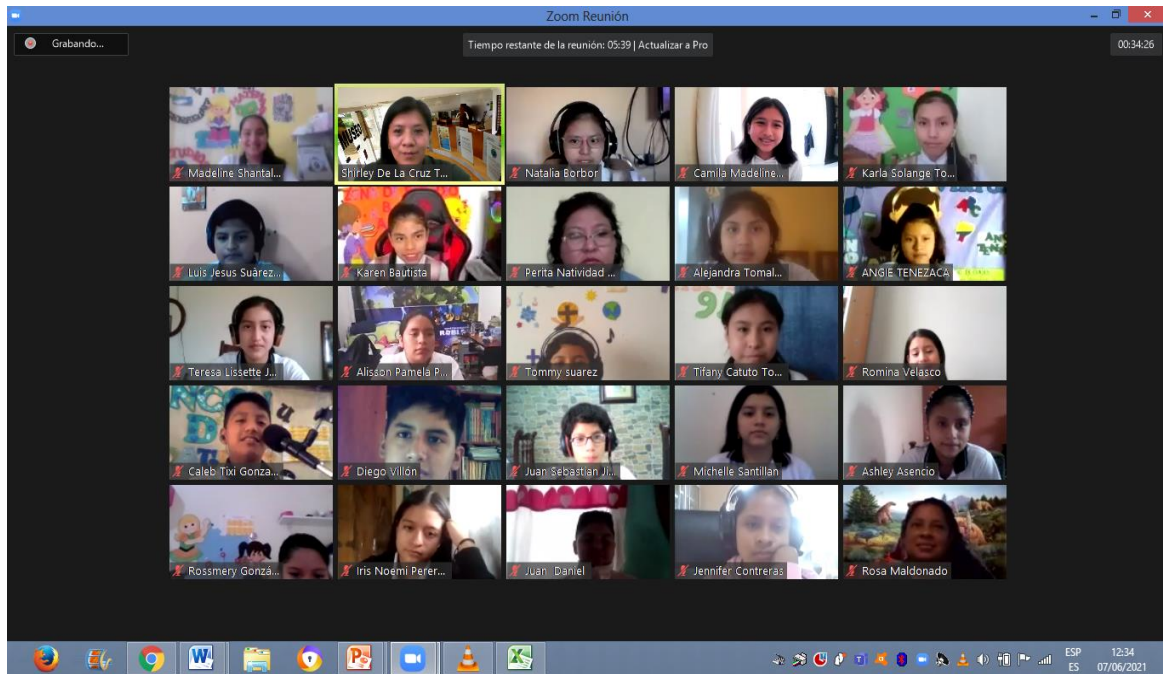 Zoom Reunión
Grabando...
Tiempo restante de la reunión: 05:39 | Actualizar a Pro
00:34:26
Madeline Shantal...
Shirley De La Cruz T...
Natalia Borbor
Camila Madeline...
Karla Solange To...
Luis Jesus Suàrez...
Karen Bautista
Perita Natividad ...
Alejandra Tomal...
ANGIE TENEZACA
Teresa Lissette J...
Alisson Pamela P...
Tommy suarez
Tifany Catuto To...
Romina Velasco
Caleb Tixi Gonza...
Diego Villón
Juan Sebastian Ji...
Michelle Santillan
Ashley Asencio
Rossmery Gonzá...
Iris Noemi Perer...
Juan Daniel
Jennifer Contreras
Rosa Maldonado
ESP 12:34
ES 07/06/2021